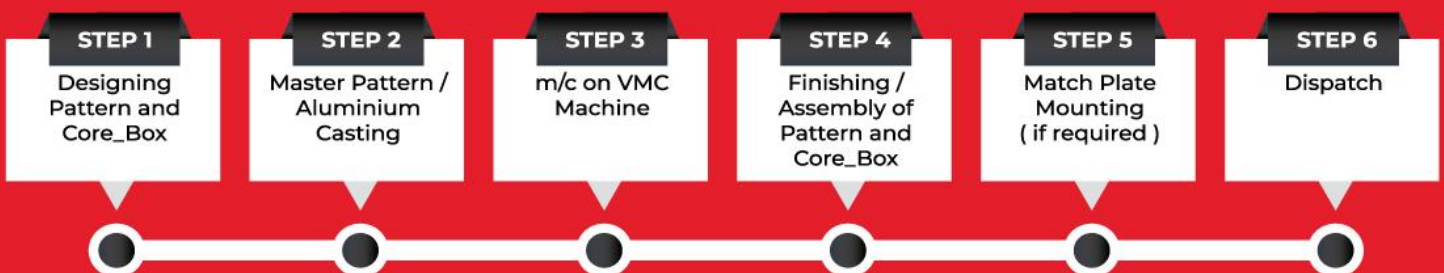 STEP 1
Designing
Pattern and
Core_Box
STEP 2
Master Pattern /
Aluminium
Casting
STEP 3
m/c on VMC
Machine
STEP 4
Finishing /
Assembly of
Pattern and
Core_Box
STEP 5
Match Plate
Mounting
( if required )
STEP 6
Dispatch